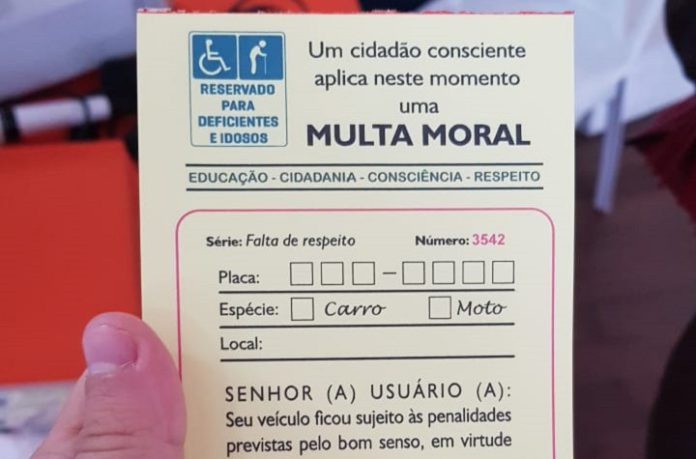 RESERVADO
PARA
DEFICIENTES
E IDOSOS
Um cidadão consciente
aplica neste momento
uma
MULTA MORAL
EDUCAÇÃO - CIDADANIA - CONSCIÊNCIA - RESPEITO
Série: Falta de respeito Número: 3542
Placa: –
Espécie: Carro Moto
Local:
SENHOR (A) USUÁRIO (A):
Seu veículo ficou sujeito às penalidades
previstas pelo bom senso, em virtude